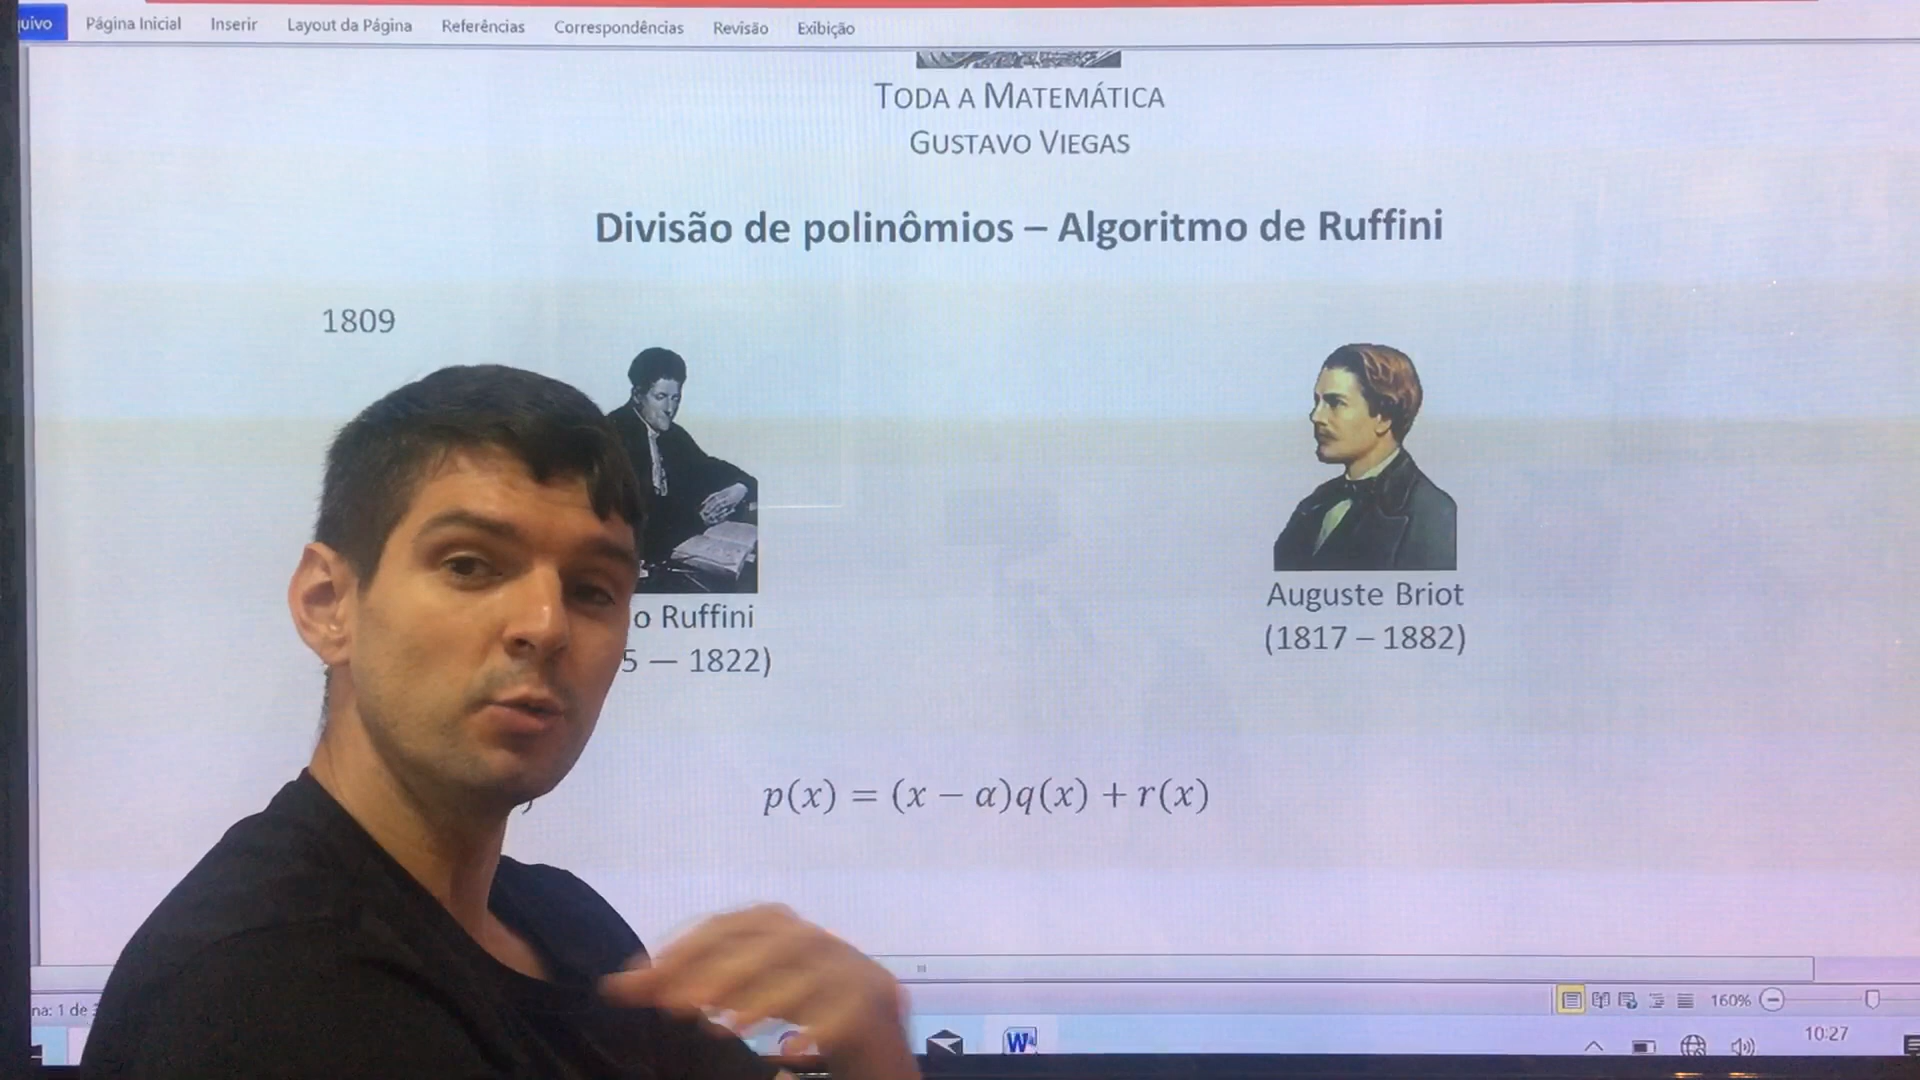 Página Inicial Inserir Layout da Página Referências Correspondências Revisão Exibição
TODA A MATEMÁTICA
GUSTAVO VIEGAS
Divisão de polinômios – Algoritmo de Ruffini
1809
o Ruffini
5 — 1822)
Auguste Briot
(1817 – 1882)
p(x) = (x − α)q(x) + r(x)
na: 1 de
160%
10:27